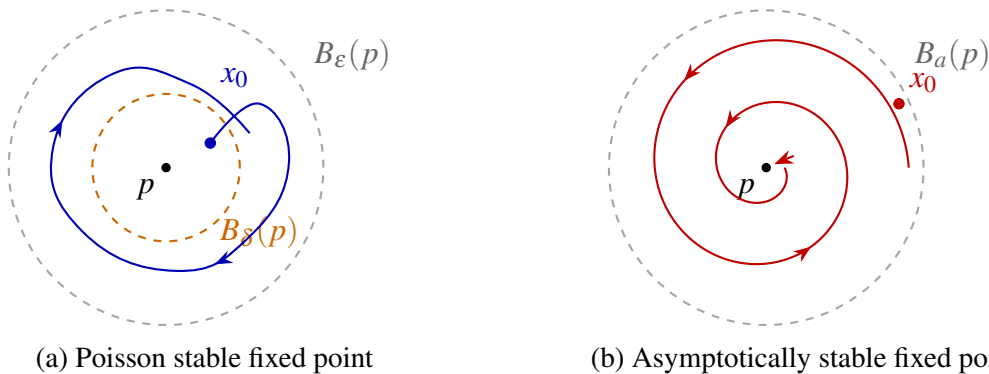 B_ε(p)
x_0
p
B_δ(p)
(a) Poisson stable fixed point
B_a(p)
x_0
p
(b) Asymptotically stable fixed po